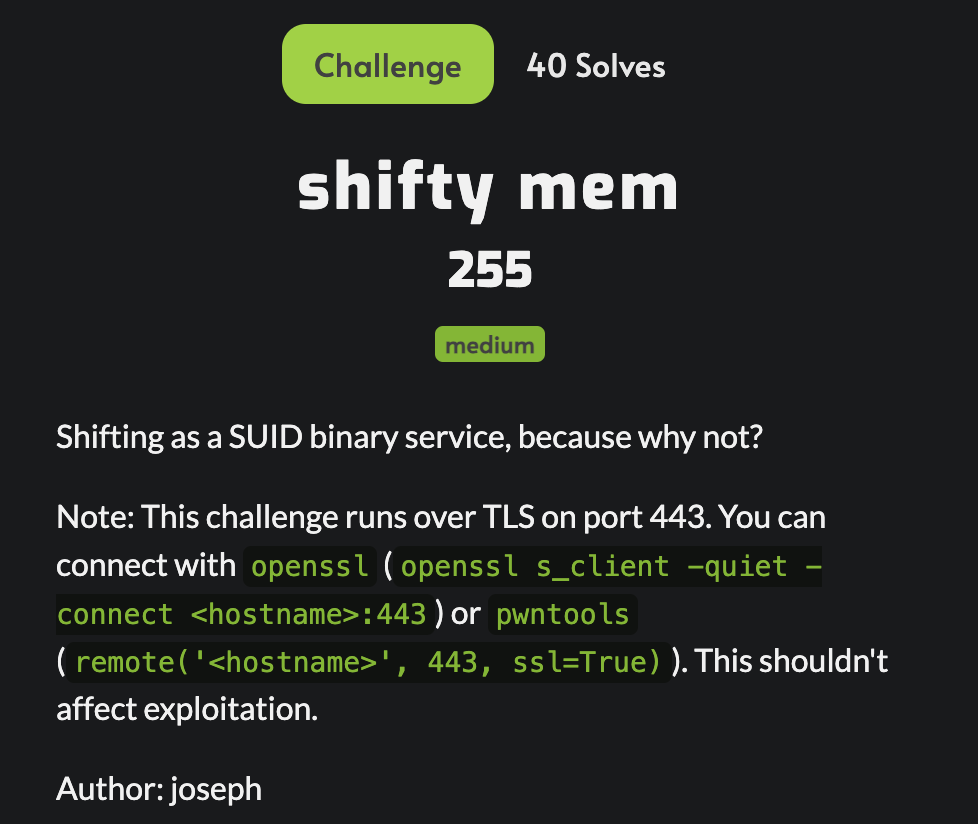 Challenge
40 Solves
shifty mem
255
medium
Shifting as a SUID binary service, because why not?
Note: This challenge runs over TLS on port 443. You can
connect with openssl (openssl s_client -quiet -
connect <hostname>:443) or pwntools
(remote('<hostname>', 443, ssl=True)). This shouldn't
affect exploitation.
Author: joseph